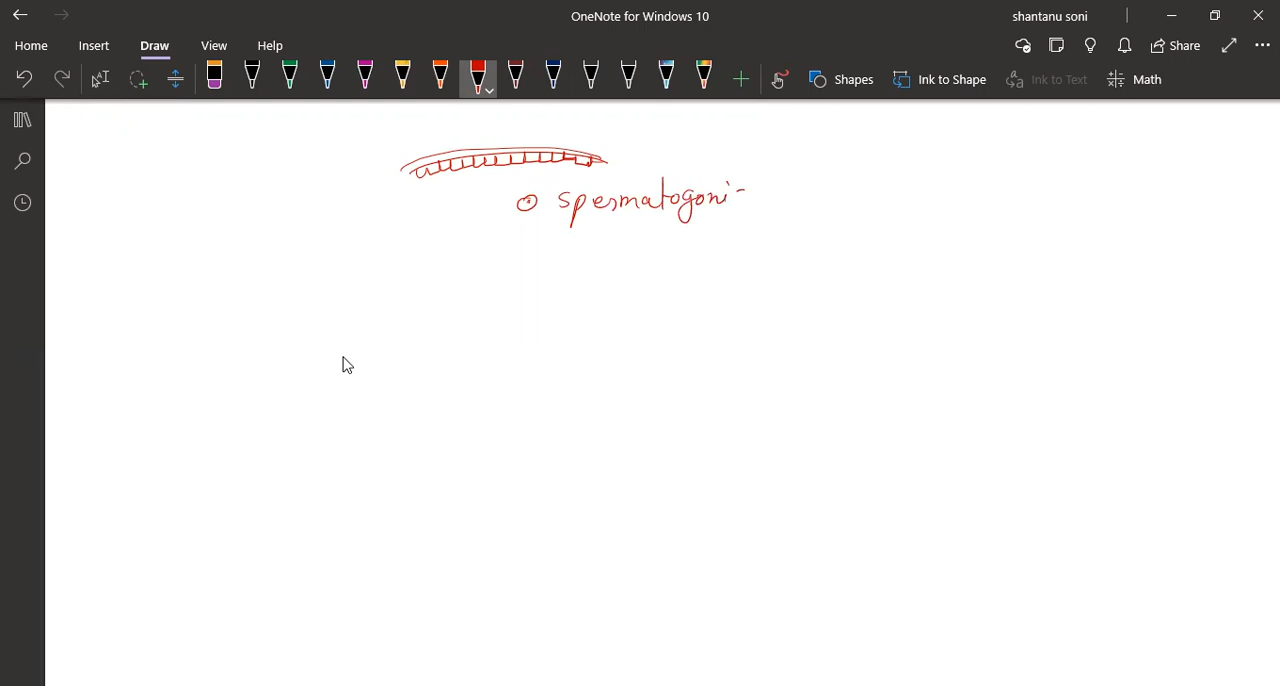 OneNote for Windows 10
shantanu soni
Home Insert Draw View Help
Share
Shapes Ink to Shape Ink to Text Math
spermatogoni-